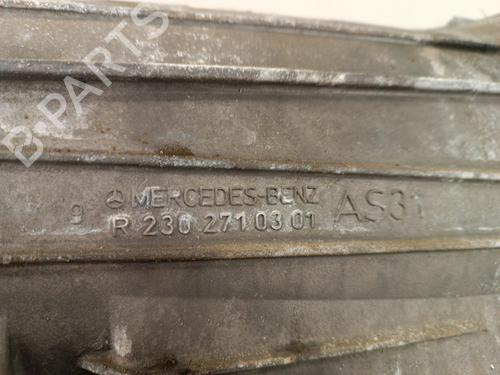 B-PARTS
MERCEDES-BENZ AS31
9
R 230 271 03 01